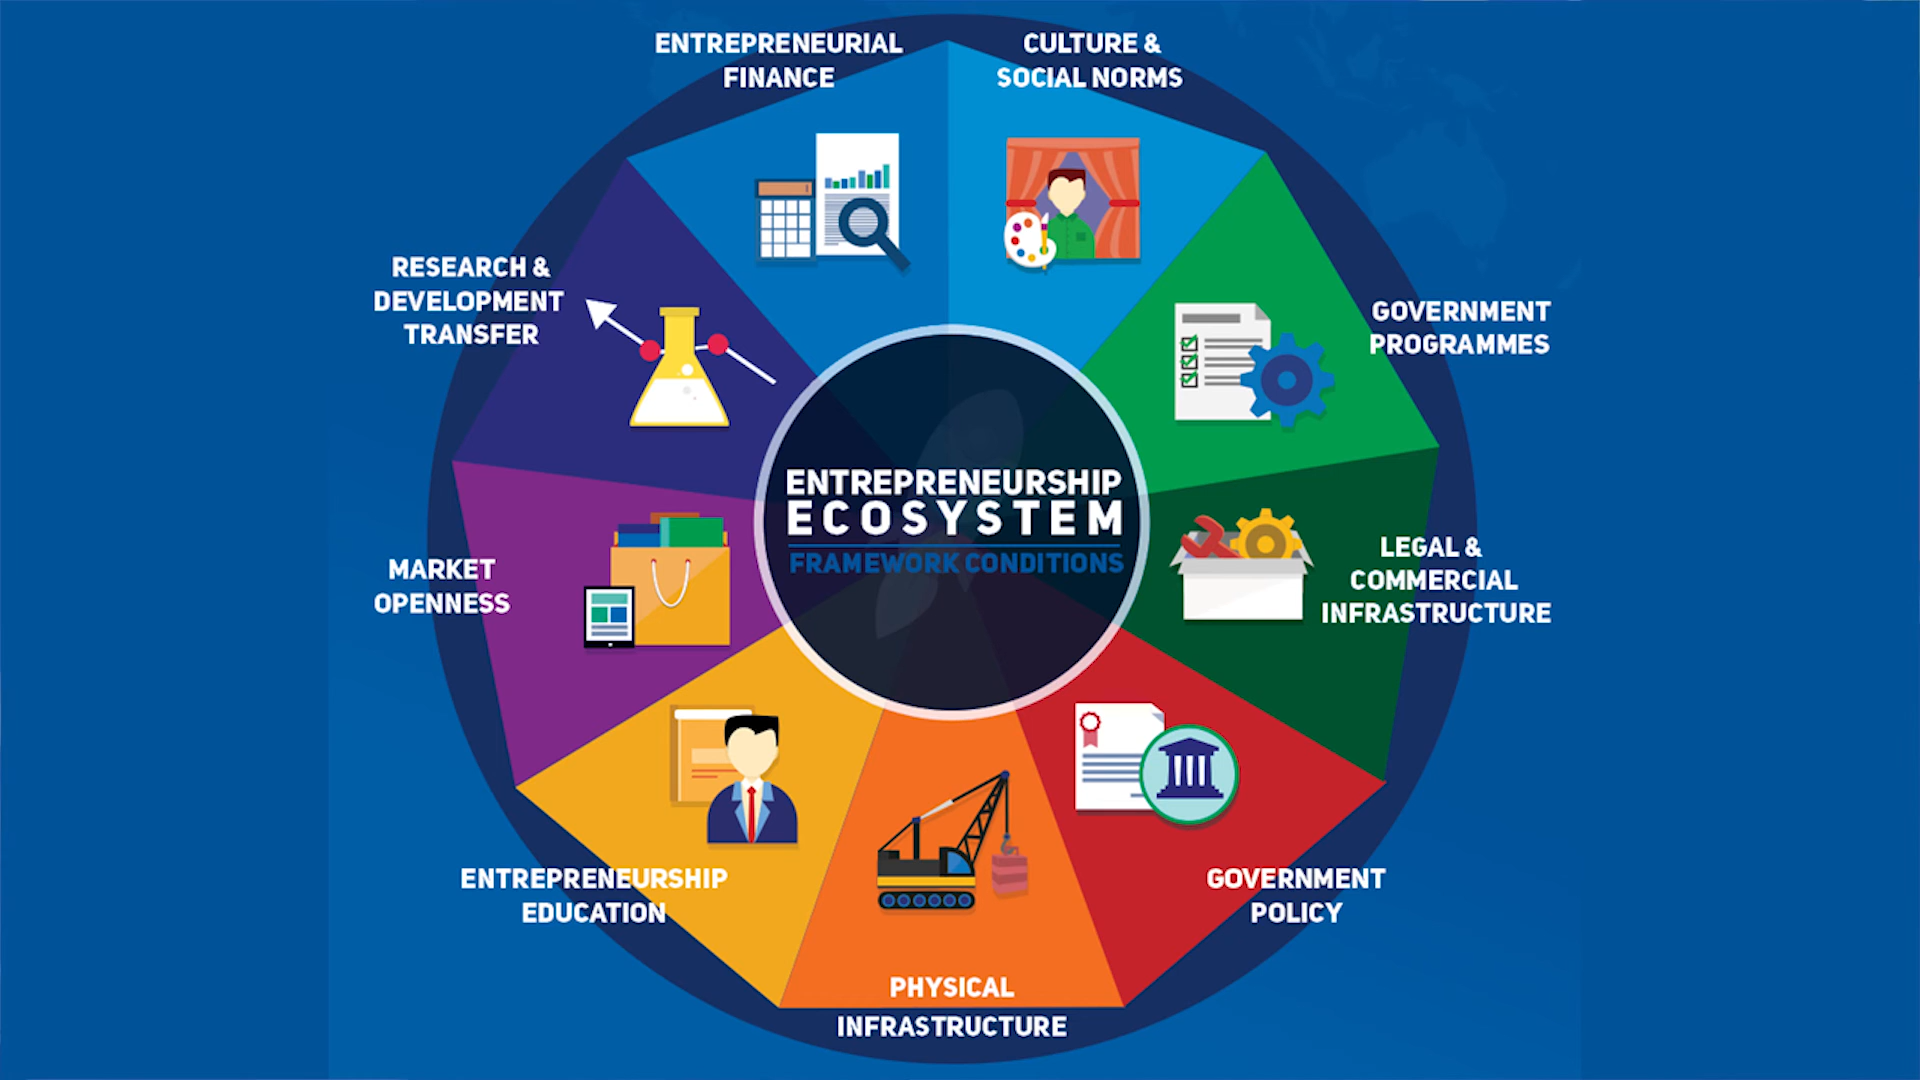 ENTREPRENEURIAL
FINANCE
CULTURE &
SOCIAL NORMS
GOVERNMENT
PROGRAMMES
LEGAL &
COMMERCIAL
INFRASTRUCTURE
GOVERNMENT
POLICY
PHYSICAL
INFRASTRUCTURE
ENTREPRENEURSHIP
EDUCATION
MARKET
OPENNESS
RESEARCH &
DEVELOPMENT
TRANSFER
ENTREPRENEURSHIP
ECOSYSTEM
FRAMEWORK CONDITIONS